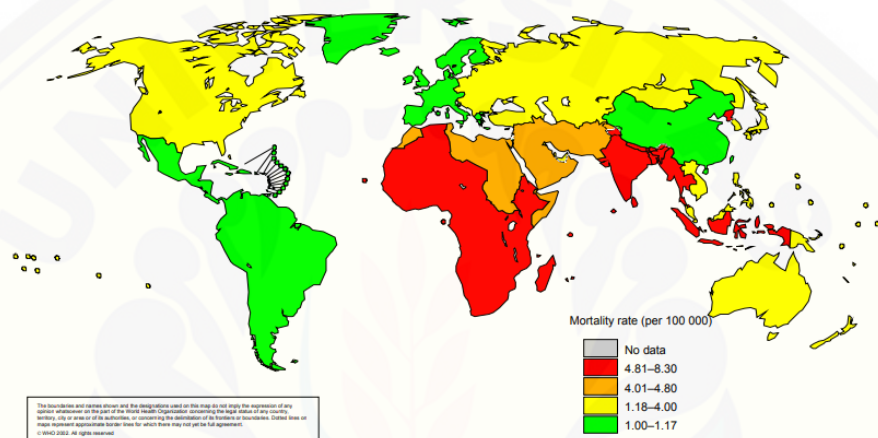 Mortality rate (per 100 000)
No data
4.81–8.30
4.01–4.80
1.18–4.00
1.00–1.17
The boundaries and names shown and the designations used on this map do not imply the expression of any
opinion whatsoever on the part of the World Health Organization concerning the legal status of any country,
territory, city or area or of its authorities, or concerning the delimitation of its frontiers or boundaries. Dotted lines on
maps represent approximate border lines for which there may not yet be full agreement.
© WHO 2002. All rights reserved